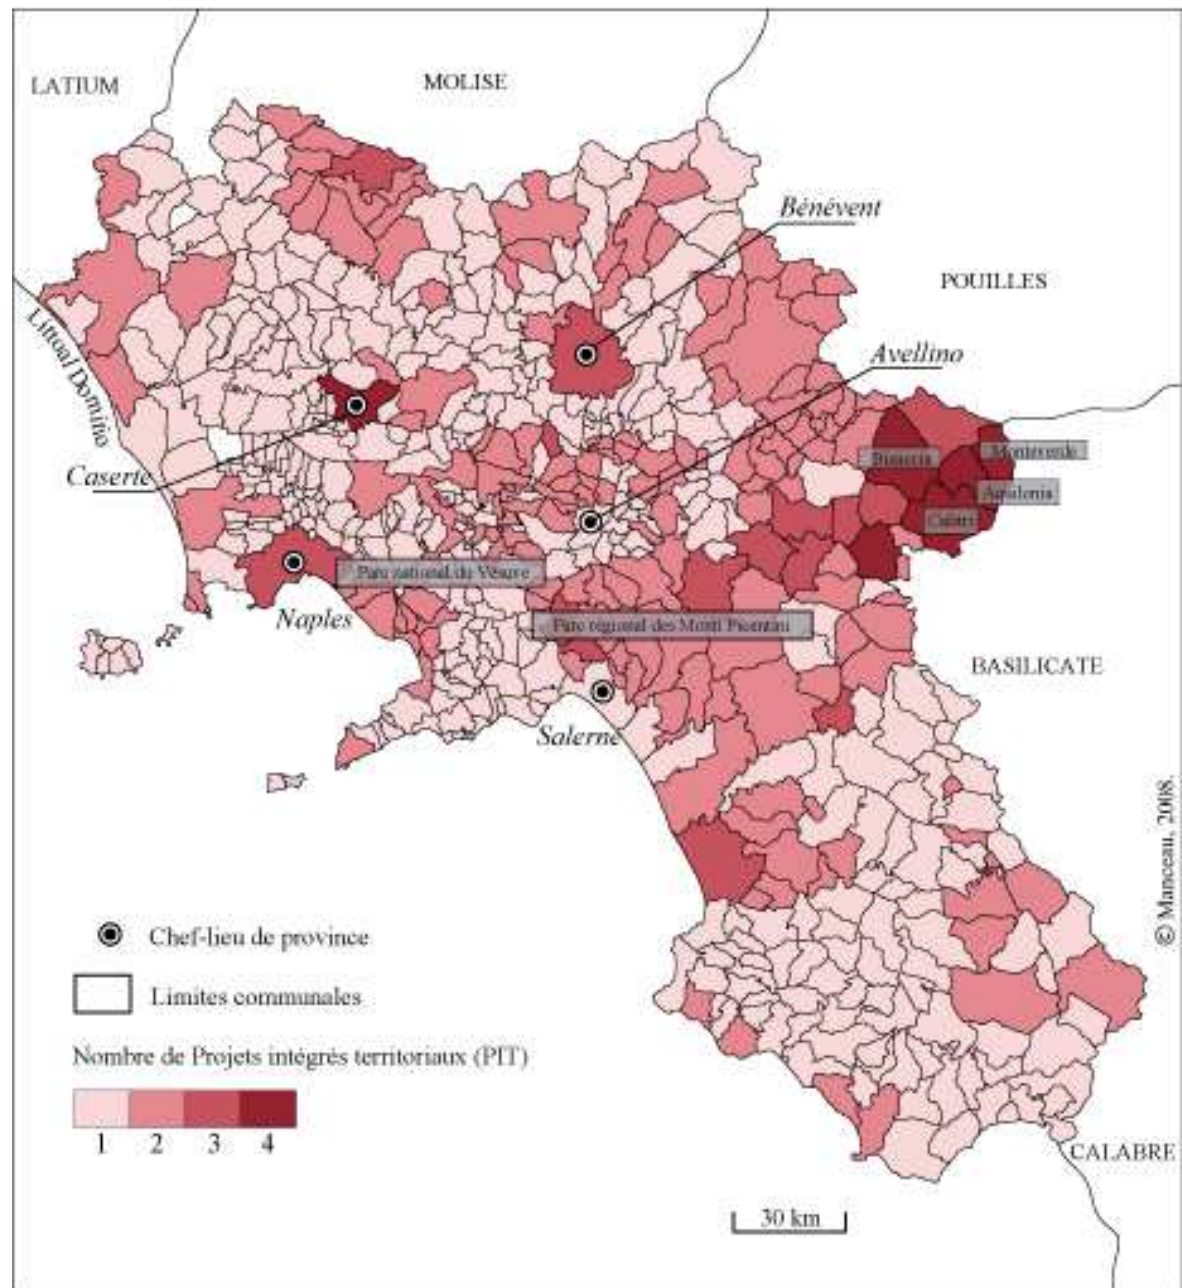 LATIUM
MOLISE
Bénévent
POUILLES
Avellino
Littoal Domitio
Caserte
Bisaccia
Monteverde
Aquilonia
Calitri
Parc national du Vésuve
Naples
Parc régional des Monti Picentini
BASILICATE
Salerne
© Manceau, 2008.
Chef-lieu de province
Limites communales
Nombre de Projets intégrés territoriaux (PIT)
1 2 3 4
CALABRE
30 km